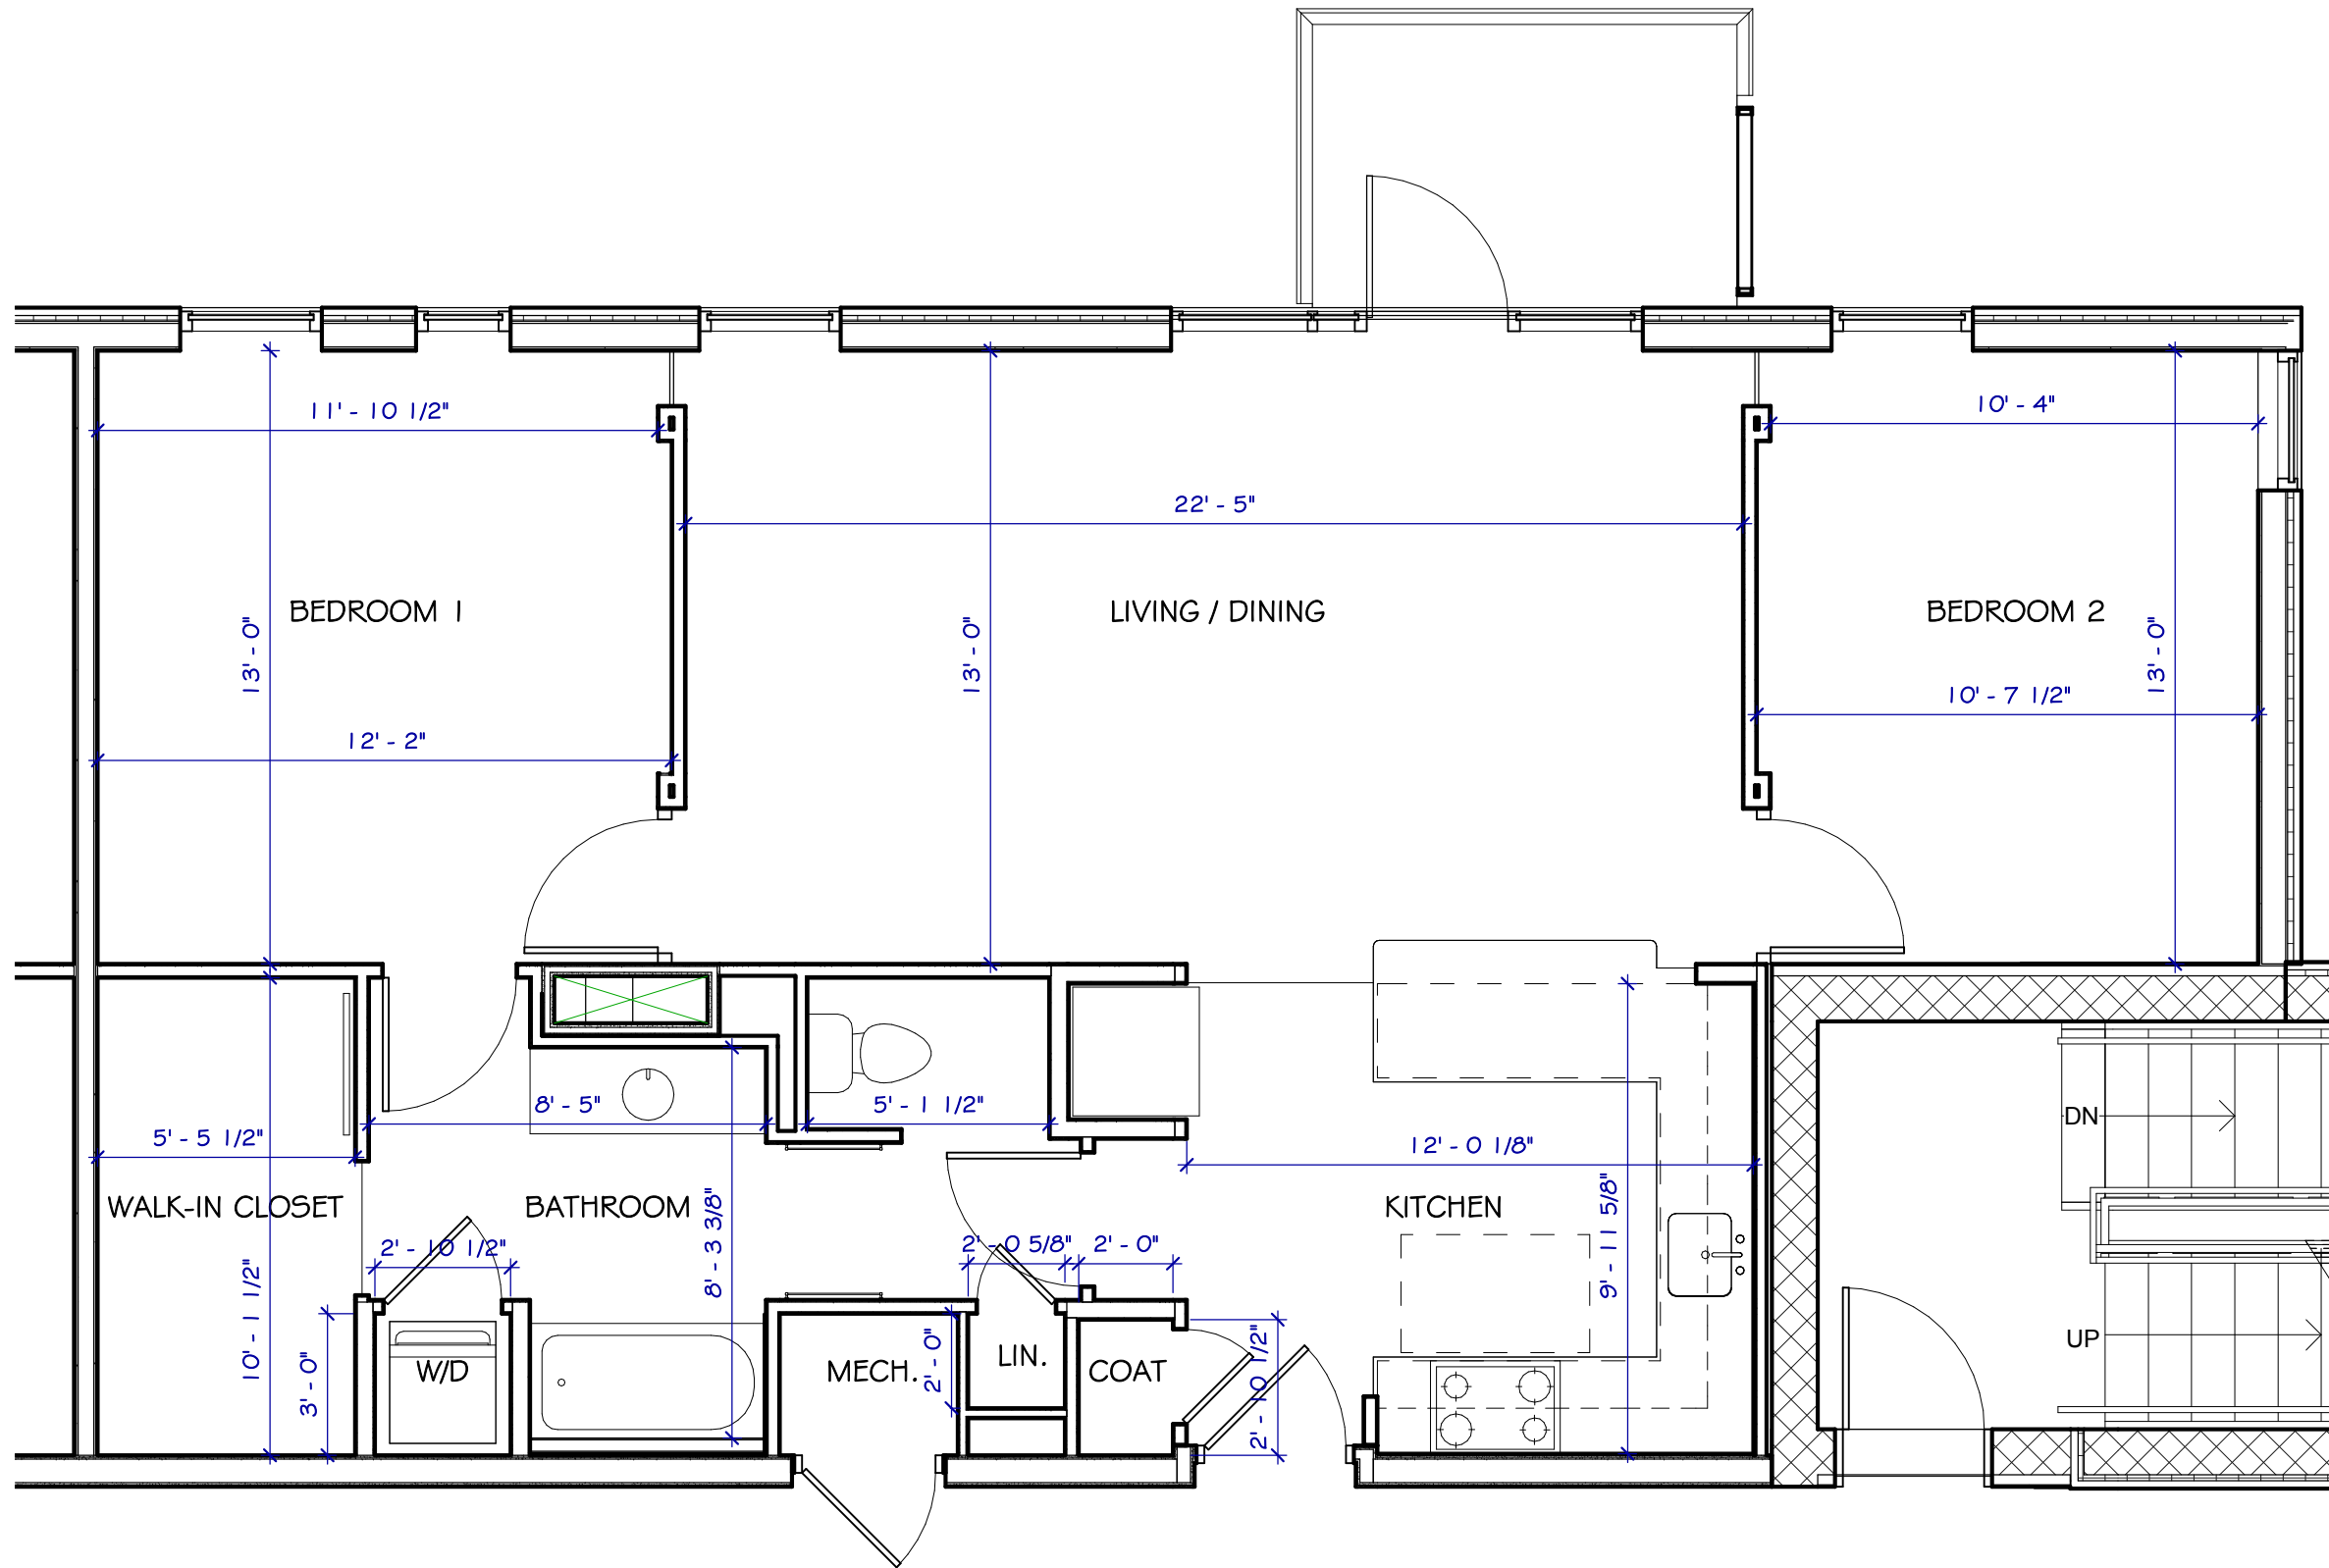 11' - 10 1/2"
10' - 4"
22' - 5"
BEDROOM 1
LIVING / DINING
BEDROOM 2
13' - 0"
13' - 0"
13' - 0"
10' - 7 1/2"
12' - 2"
8' - 5"
5' - 1 1/2"
DN
5' - 5 1/2"
12' - 0 1/8"
WALK-IN CLOSET
BATHROOM
KITCHEN
8' - 3 3/8"
9' - 11 5/8"
2' - 10 1/2"
2' - 0 5/8"
2' - 0"
10' - 1 1/2"
3' - 0"
W/D
MECH.
2' - 0"
LIN.
COAT
2' - 10 1/2"
UP